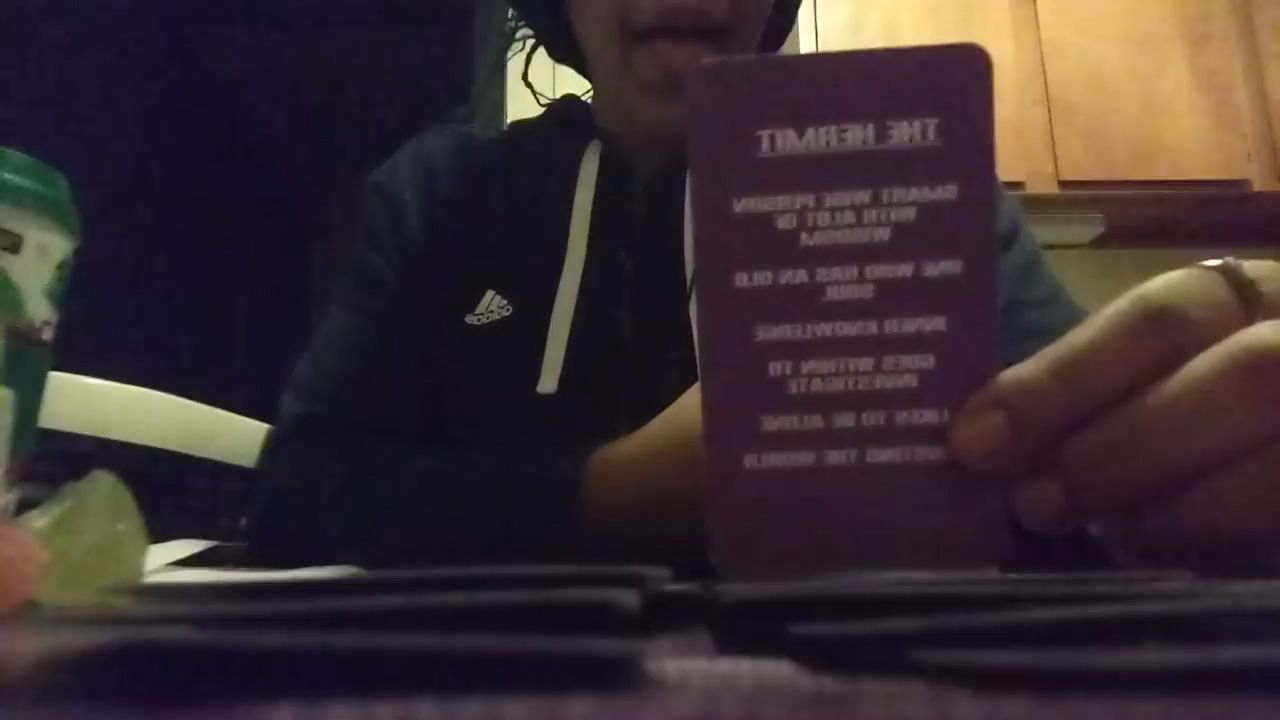 THE HERMIT
SMART WISE PERSON
WITH ALOT OF
WISDOM
ONE WHO HAS AN OLD
SOUL
INNER KNOWLEDGE
GOES WITHIN TO
INVESTIGATE
LIKES TO BE ALONE
THE WORLD
adidas